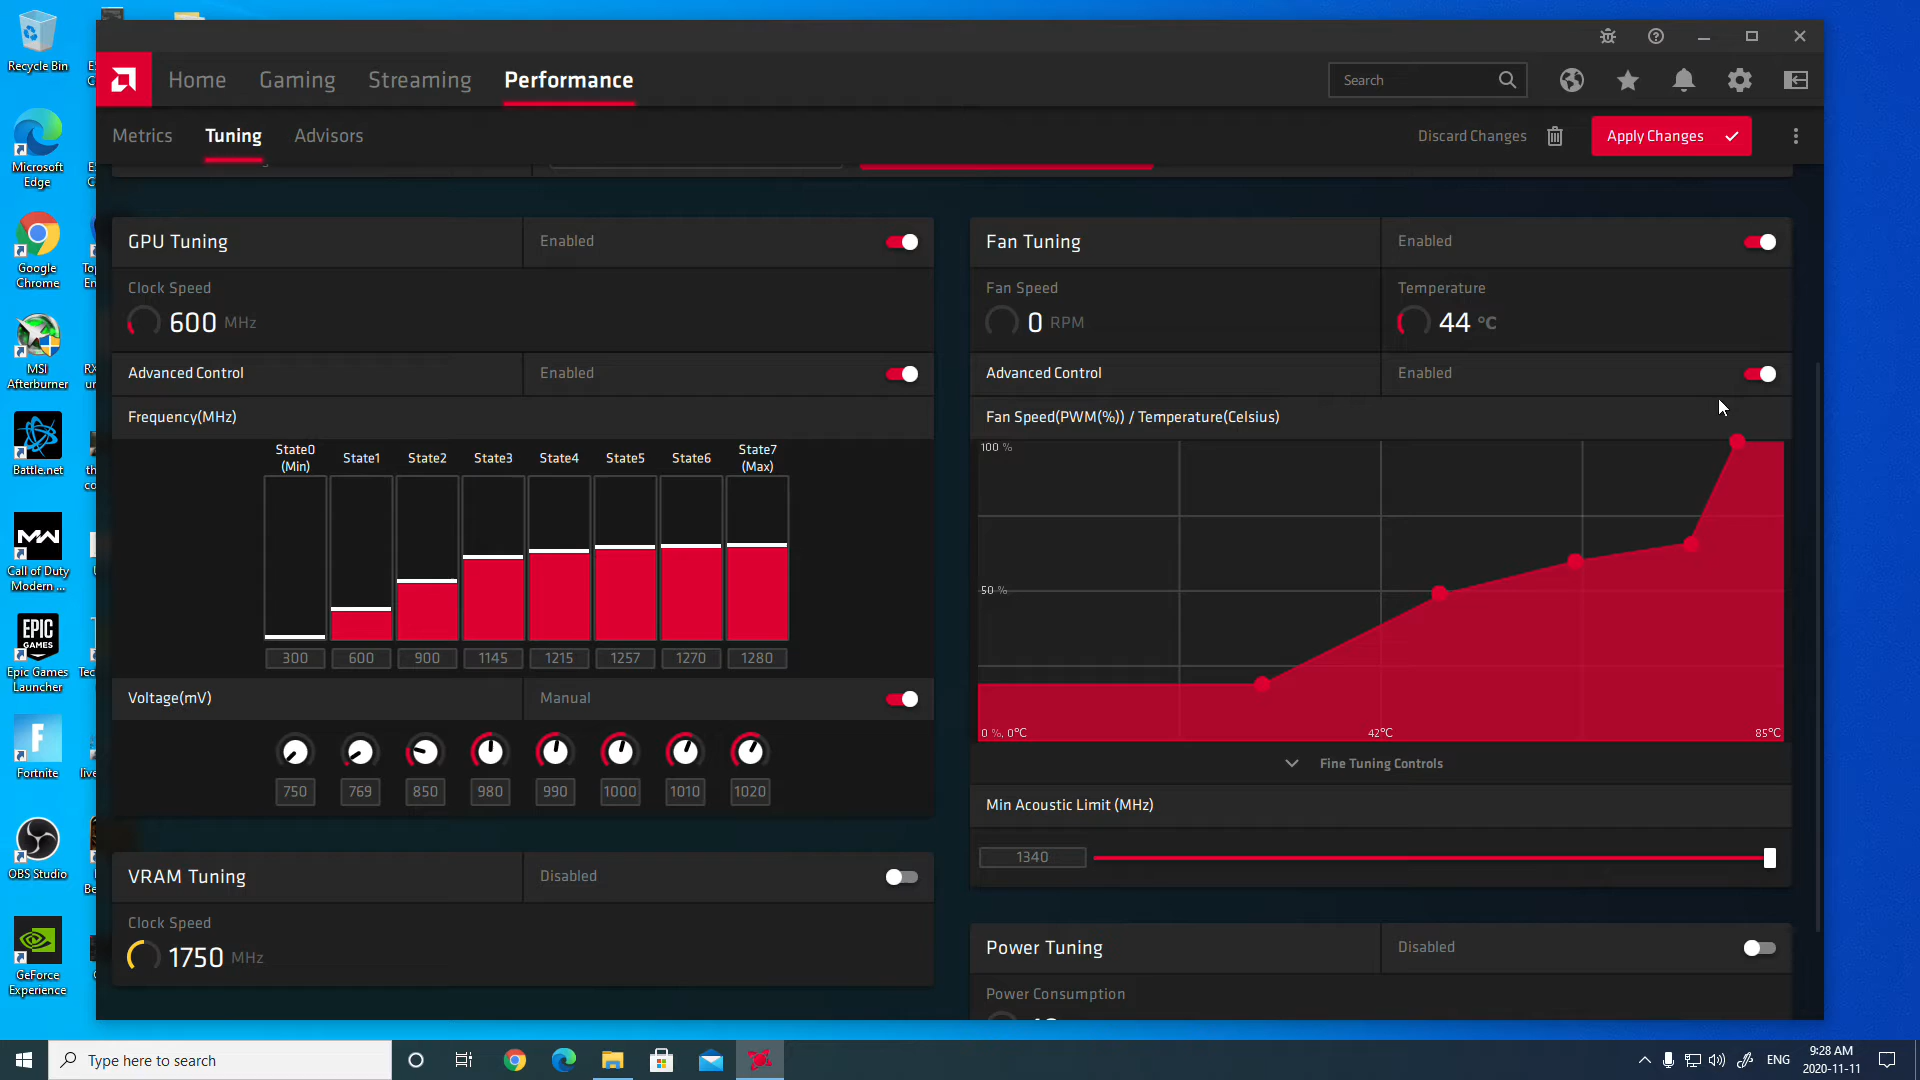 Recycle Bin
Microsoft
Edge
Google
Chrome
MSI
Afterburner
Battle.net
Call of Duty
Modern ...
EPIC
GAMES
Epic Games
Launcher
Fortnite
OBS Studio
GeForce
Experience
Home
Gaming
Streaming
Performance
Search
Metrics
Tuning
Advisors
Discard Changes
Apply Changes
GPU Tuning
Enabled
Clock Speed
600 MHz
Advanced Control
Enabled
Frequency(MHz)
State0
(Min)
State1
State2
State3
State4
State5
State6
State7
(Max)
300
600
900
1145
1215
1257
1270
1280
Voltage(mV)
Manual
750
769
850
980
990
1000
1010
1020
VRAM Tuning
Disabled
Clock Speed
1750 MHz
Fan Tuning
Enabled
Fan Speed
0 RPM
Temperature
44 °C
Advanced Control
Enabled
Fan Speed(PWM(%)) / Temperature(Celsius)
100 %
50 %
0 %, 0°C
42°C
85°C
Fine Tuning Controls
Min Acoustic Limit (MHz)
1340
Power Tuning
Disabled
Power Consumption
Type here to search
ENG
9:28 AM
2020-11-11